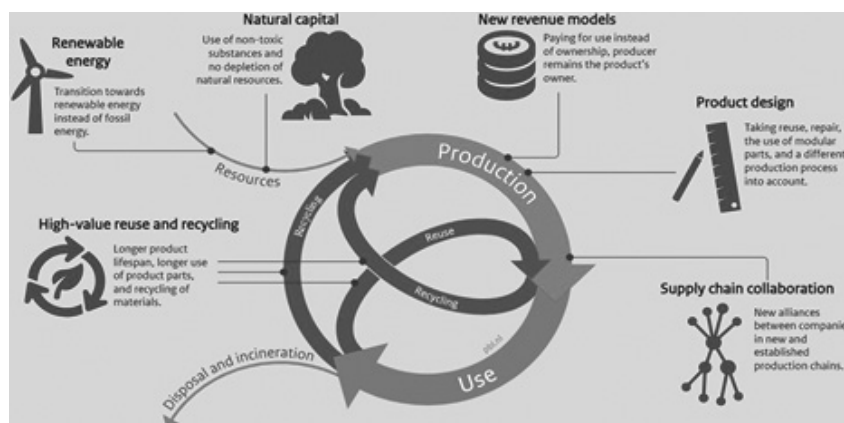 Natural capital
Use of non-toxic
substances and
no depletion of
natural resources.
New revenue models
Paying for use instead
of ownership, producer
remains the product's
owner.
Renewable
energy
Transition towards
renewable energy
instead of fossil
energy.
Product design
Taking reuse, repair,
the use of modular
parts, and a different
production process
into account.
Resources
Production
High-value reuse and recycling
Longer product
lifespan, longer use
of product parts,
and recycling of
materials.
Recycling
Reuse
Recycling
Supply chain collaboration
New alliances
between companie
in new and
established
production chains.
pbl.nl
Use
Disposal and incineration